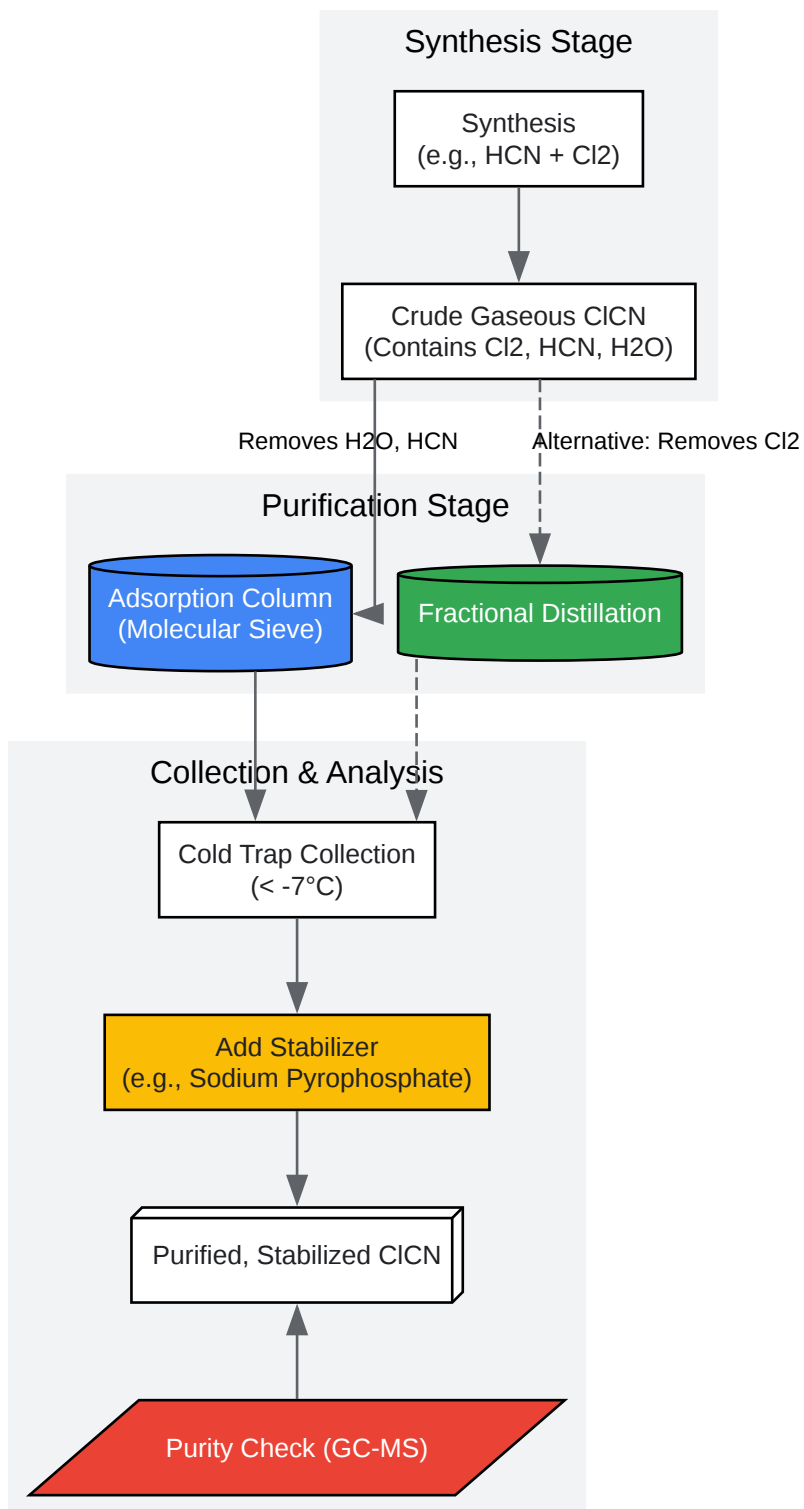 Synthesis Stage
Synthesis
(e.g., HCN + Cl2)
Crude Gaseous ClCN
(Contains Cl2, HCN, H2O)
Removes H2O, HCN
Alternative: Removes Cl2
Purification Stage
Adsorption Column
(Molecular Sieve)
Fractional Distillation
Collection & Analysis
Cold Trap Collection
(< -7°C)
Add Stabilizer
(e.g., Sodium Pyrophosphate)
Purified, Stabilized ClCN
Purity Check (GC-MS)